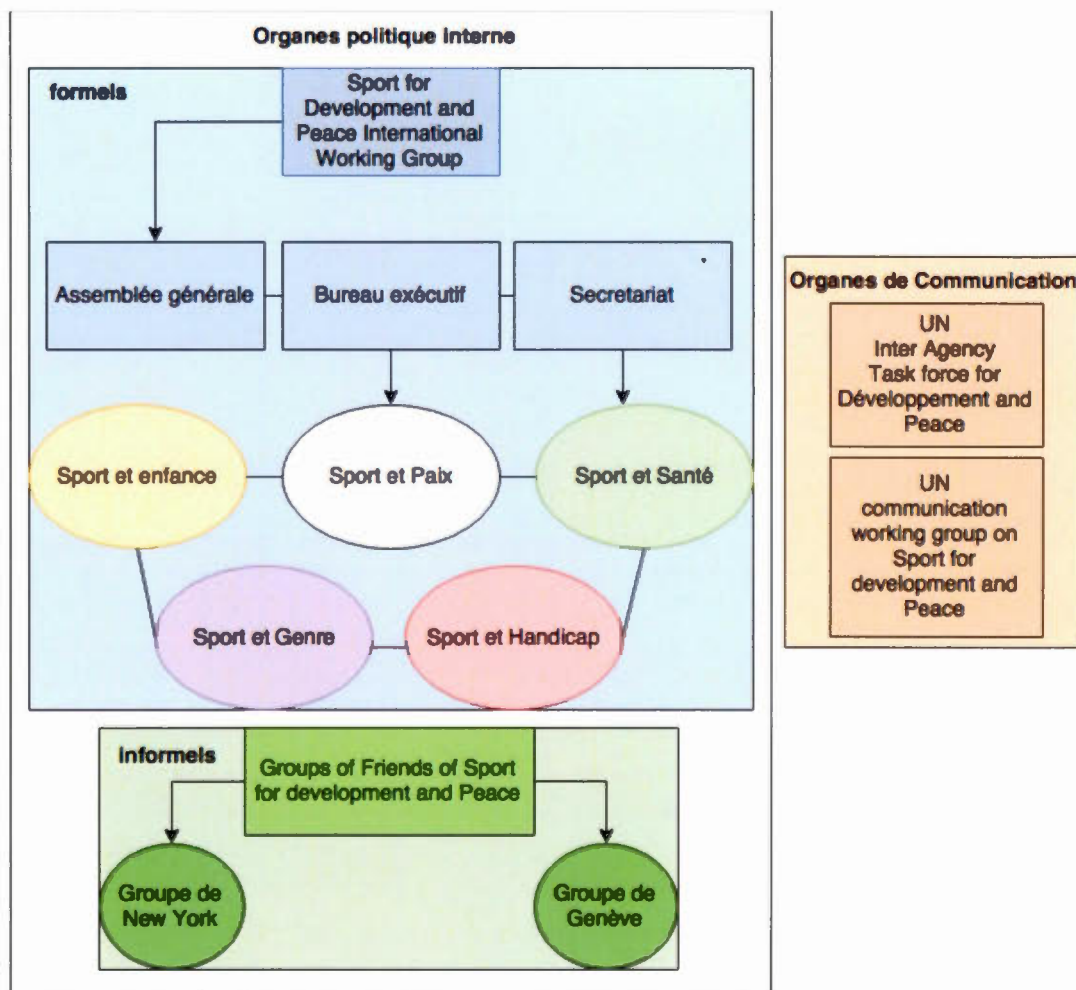 Organes politique interne
formels
Sport for
Development and
Peace International
Working Group
Assemblée générale
Bureau exécutif
Secretariat
Sport et enfance
Sport et Paix
Sport et Santé
Sport et Genre
Sport et Handicap
informels
Groups of Friends of Sport
for development and Peace
Groupe de
New York
Groupe de
Genève
Organes de Communication
UN
Inter Agency
Task force for
Développement and
Peace
UN
communication
working group on
Sport for
development and
Peace